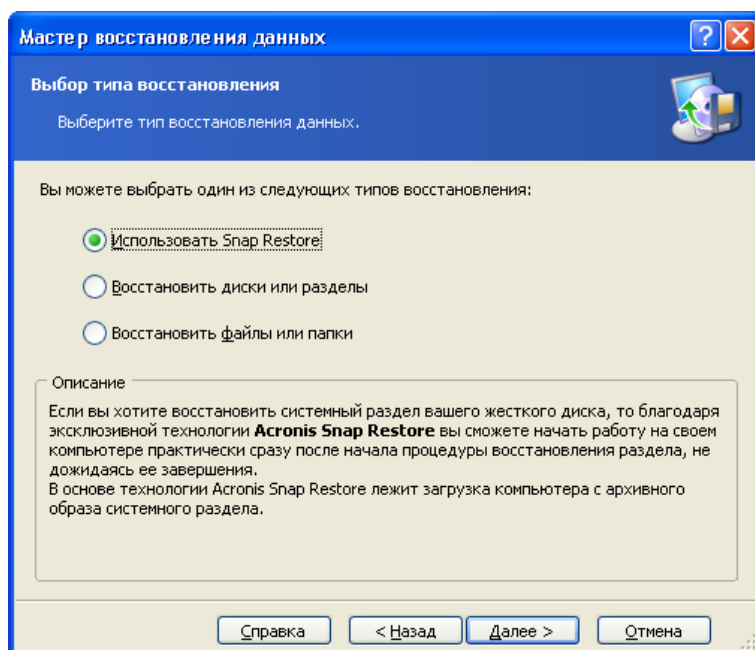 Мастер восстановления данных
Выбор типа восстановления
Выберите тип восстановления данных.
Вы можете выбрать один из следующих типов восстановления:
Использовать Snap Restore
Восстановить диски или разделы
Восстановить файлы или папки
Описание
Если вы хотите восстановить системный раздел вашего жесткого диска, то благодаря
эксклюзивной технологии Acronis Snap Restore вы сможете начать работу на своем
компьютере практически сразу после начала процедуры восстановления раздела, не
дожидаясь ее завершения.
В основе технологии Acronis Snap Restore лежит загрузка компьютера с архивного
образа системного раздела.
Справка
< Назад
Далее >
Отмена